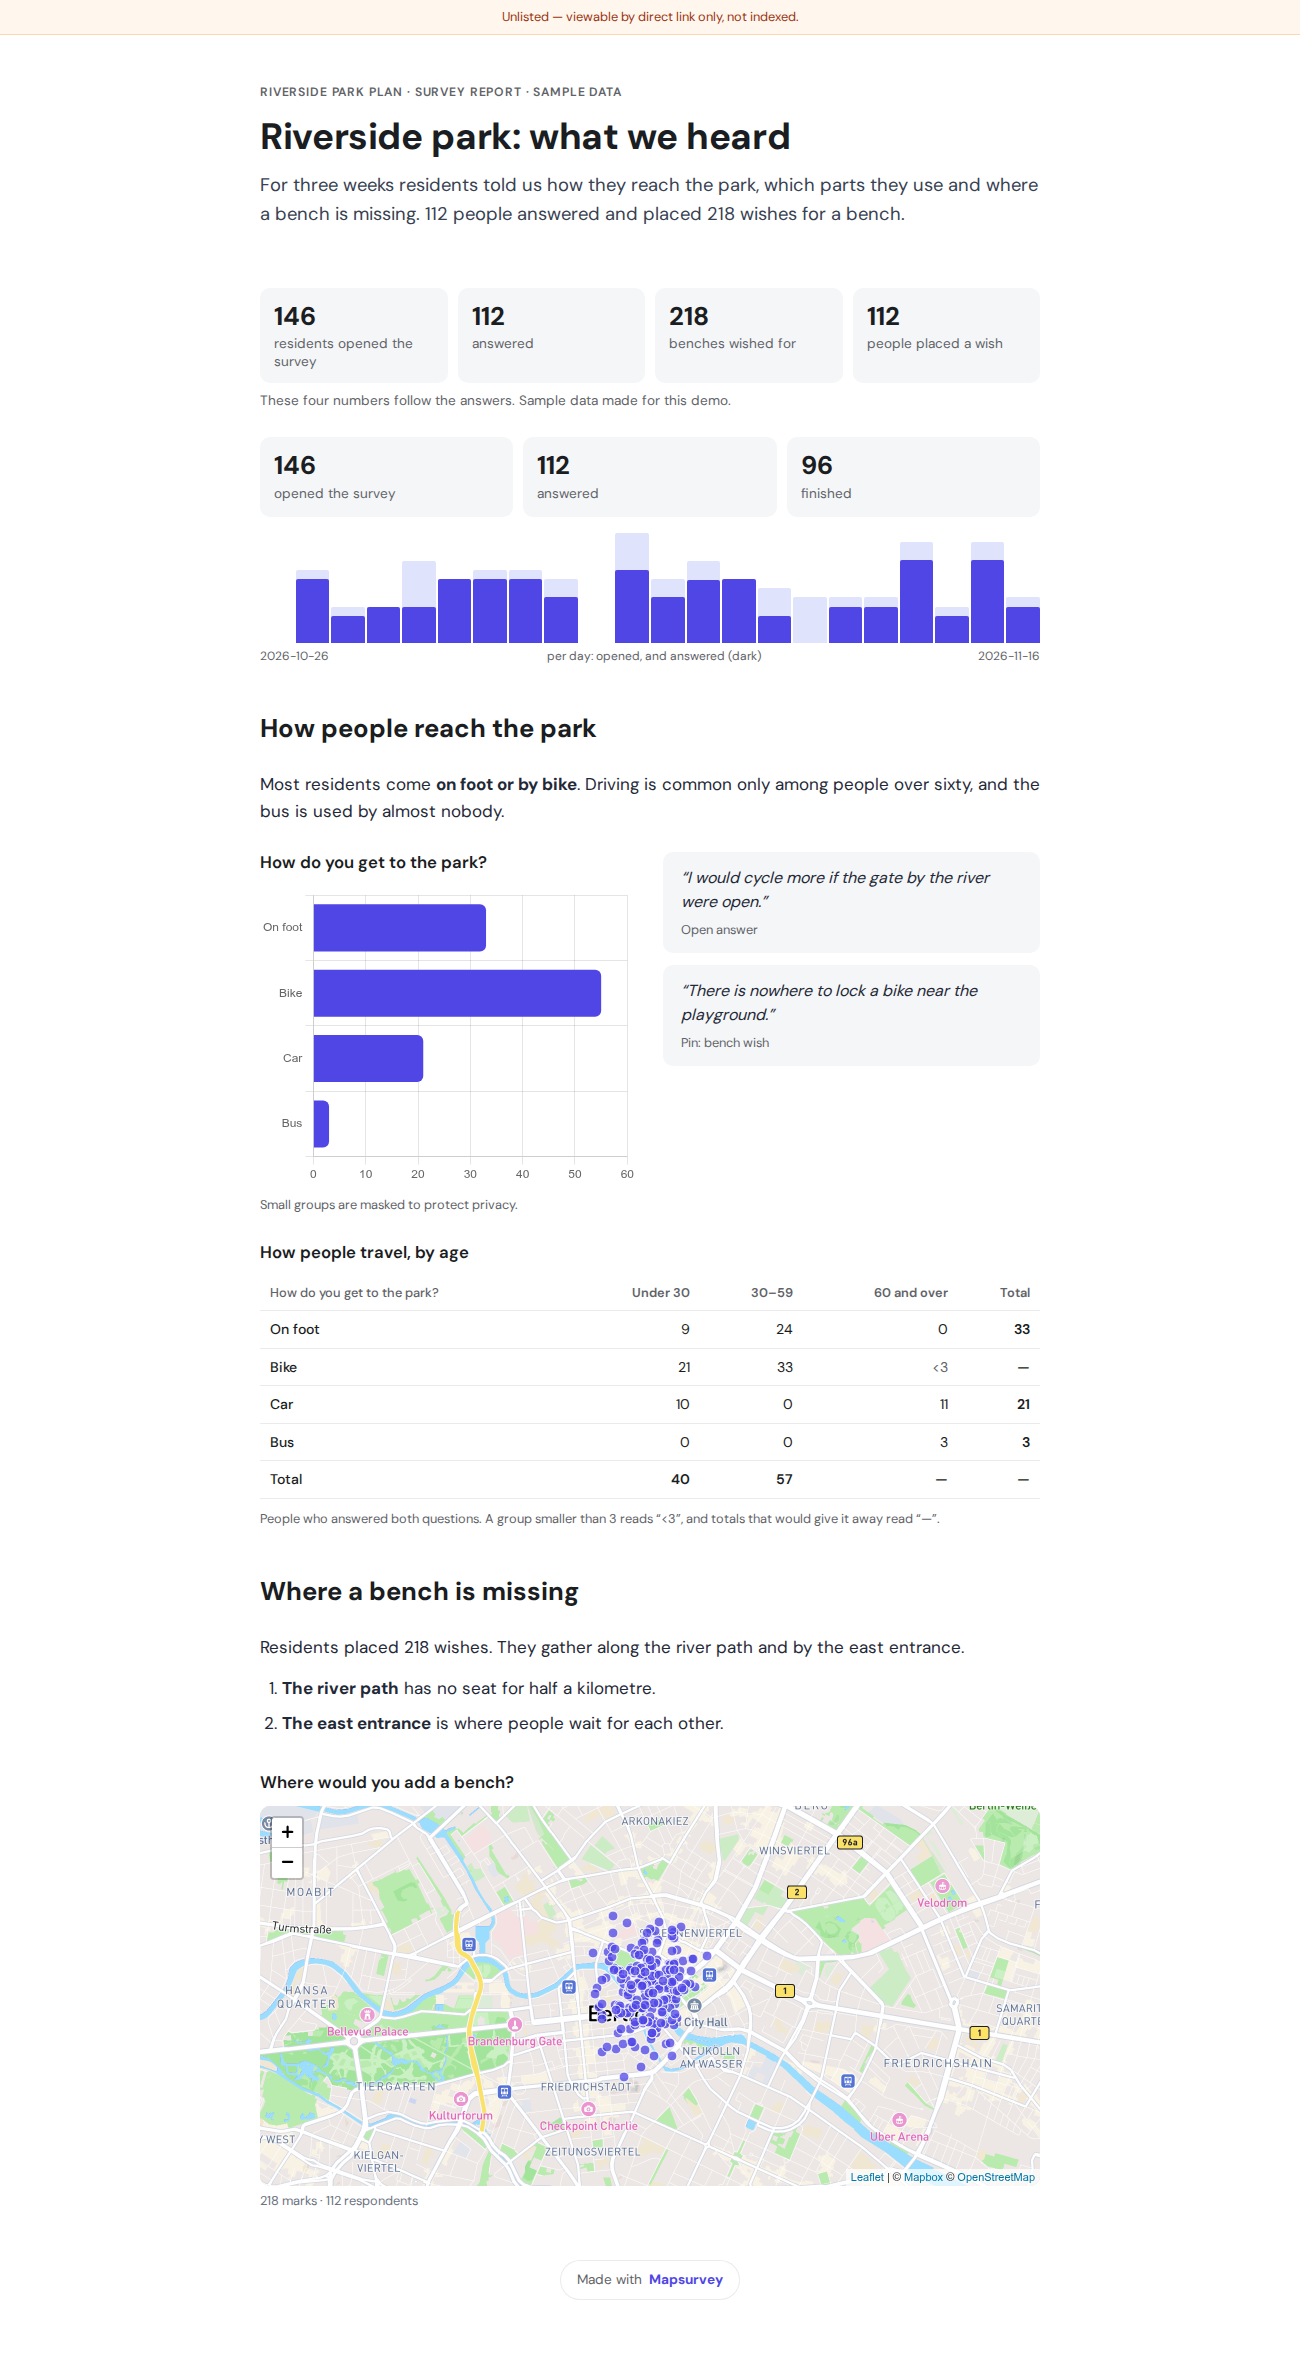 Unlisted — viewable by direct link only, not indexed.
RIVERSIDE PARK PLAN · SURVEY REPORT · SAMPLE DATA
Riverside park: what we heard
For three weeks residents told us how they reach the park, which parts they use and where
a bench is missing. 112 people answered and placed 218 wishes for a bench.
146
residents opened the
survey
112
answered
218
benches wished for
112
people placed a wish
These four numbers follow the answers. Sample data made for this demo.
146
opened the survey
112
answered
96
finished
2026-10-26
per day: opened, and answered (dark)
2026-11-16
How people reach the park
Most residents come on foot or by bike. Driving is common only among people over sixty, and the
bus is used by almost nobody.
How do you get to the park?
On foot
Bike
Car
Bus
0 10 20 30 40 50 60
Small groups are masked to protect privacy.
“I would cycle more if the gate by the river
were open.”
Open answer
“There is nowhere to lock a bike near the
playground.”
Pin: bench wish
How people travel, by age
How do you get to the park? Under 30 30–59 60 and over Total
On foot 9 24 0 33
Bike 21 33 <3 —
Car 10 0 11 21
Bus 0 0 3 3
Total 40 57 — —
People who answered both questions. A group smaller than 3 reads “<3”, and totals that would give it away read “—”.
Where a bench is missing
Residents placed 218 wishes. They gather along the river path and by the east entrance.
1. The river path has no seat for half a kilometre.
2. The east entrance is where people wait for each other.
Where would you add a bench?
+
−
ARKONAKIEZ
WINSVIERTEL
96a
2
MOABIT
Velodrom
Turmstraße
HANSA
QUARTER
1
Bellevue Palace
Brandenburg Gate
City Hall
1
NEUKÖLLN
AM WASSER
FRIEDRICHSHAIN
TIERGARTEN
FRIEDRICHSTADT
Kulturforum
Checkpoint Charlie
Uber Arena
WEST
KIELGAN-
VIERTEL
ZEITUNGSVIERTEL
Leaflet | © Mapbox © OpenStreetMap
218 marks · 112 respondents
Made with Mapsurvey